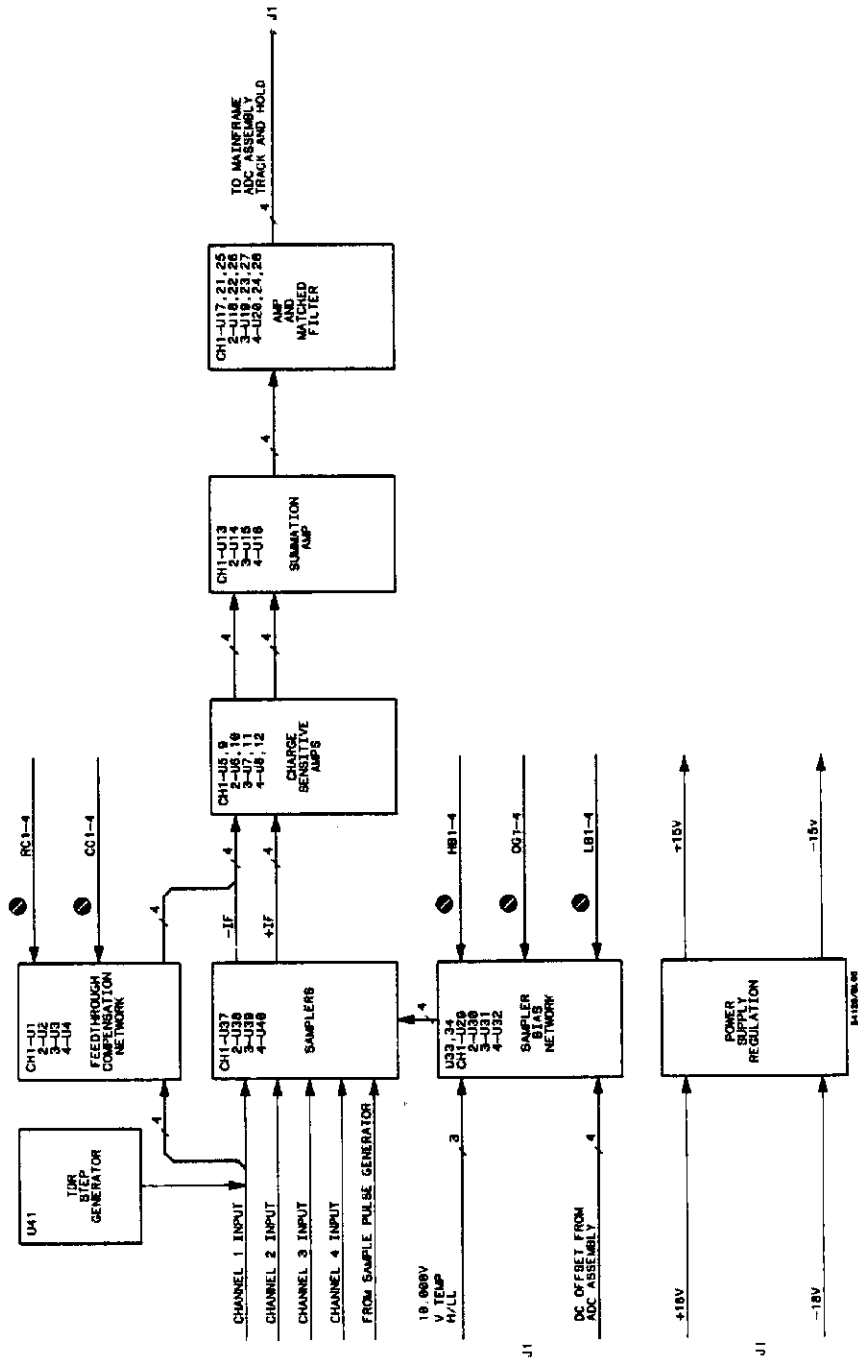 U41
TDR
STEP
GENERATOR
CH1-U1
2-U2
3-U3
4-U4
FEEDTHROUGH
COMPENSATION
NETWORK
RC1-4
CC1-4
4
4
CHANNEL 1 INPUT
CHANNEL 2 INPUT
CHANNEL 3 INPUT
CHANNEL 4 INPUT
FROM SAMPLE PULSE GENERATOR
CH1-U37
2-U38
3-U39
4-U40
SAMPLERS
-IF
4
+IF
4
CH1-U5,9
2-U6,10
3-U7,11
4-U8,12
CHARGE
SENSITIVE
AMPS
4
4
CH1-U13
2-U14
3-U15
4-U16
SUMMATION
AMP
4
CH1-U17,21,25
2-U18,22,26
3-U19,23,27
4-U20,24,28
AMP
AND
MATCHED
FILTER
4
TO MAINFRAME
ADC ASSEMBLY
TRACK AND HOLD
J1
10.000V
V TEMP
H/LL
3
J1
DC OFFSET FROM
ADC ASSEMBLY
4
U33,34
CH1-U29
2-U30
3-U31
4-U32
SAMPLER
BIAS
NETWORK
4
HB1-4
OG1-4
LB1-4
+18V
-18V
J1
POWER
SUPPLY
REGULATION
+15V
-15V